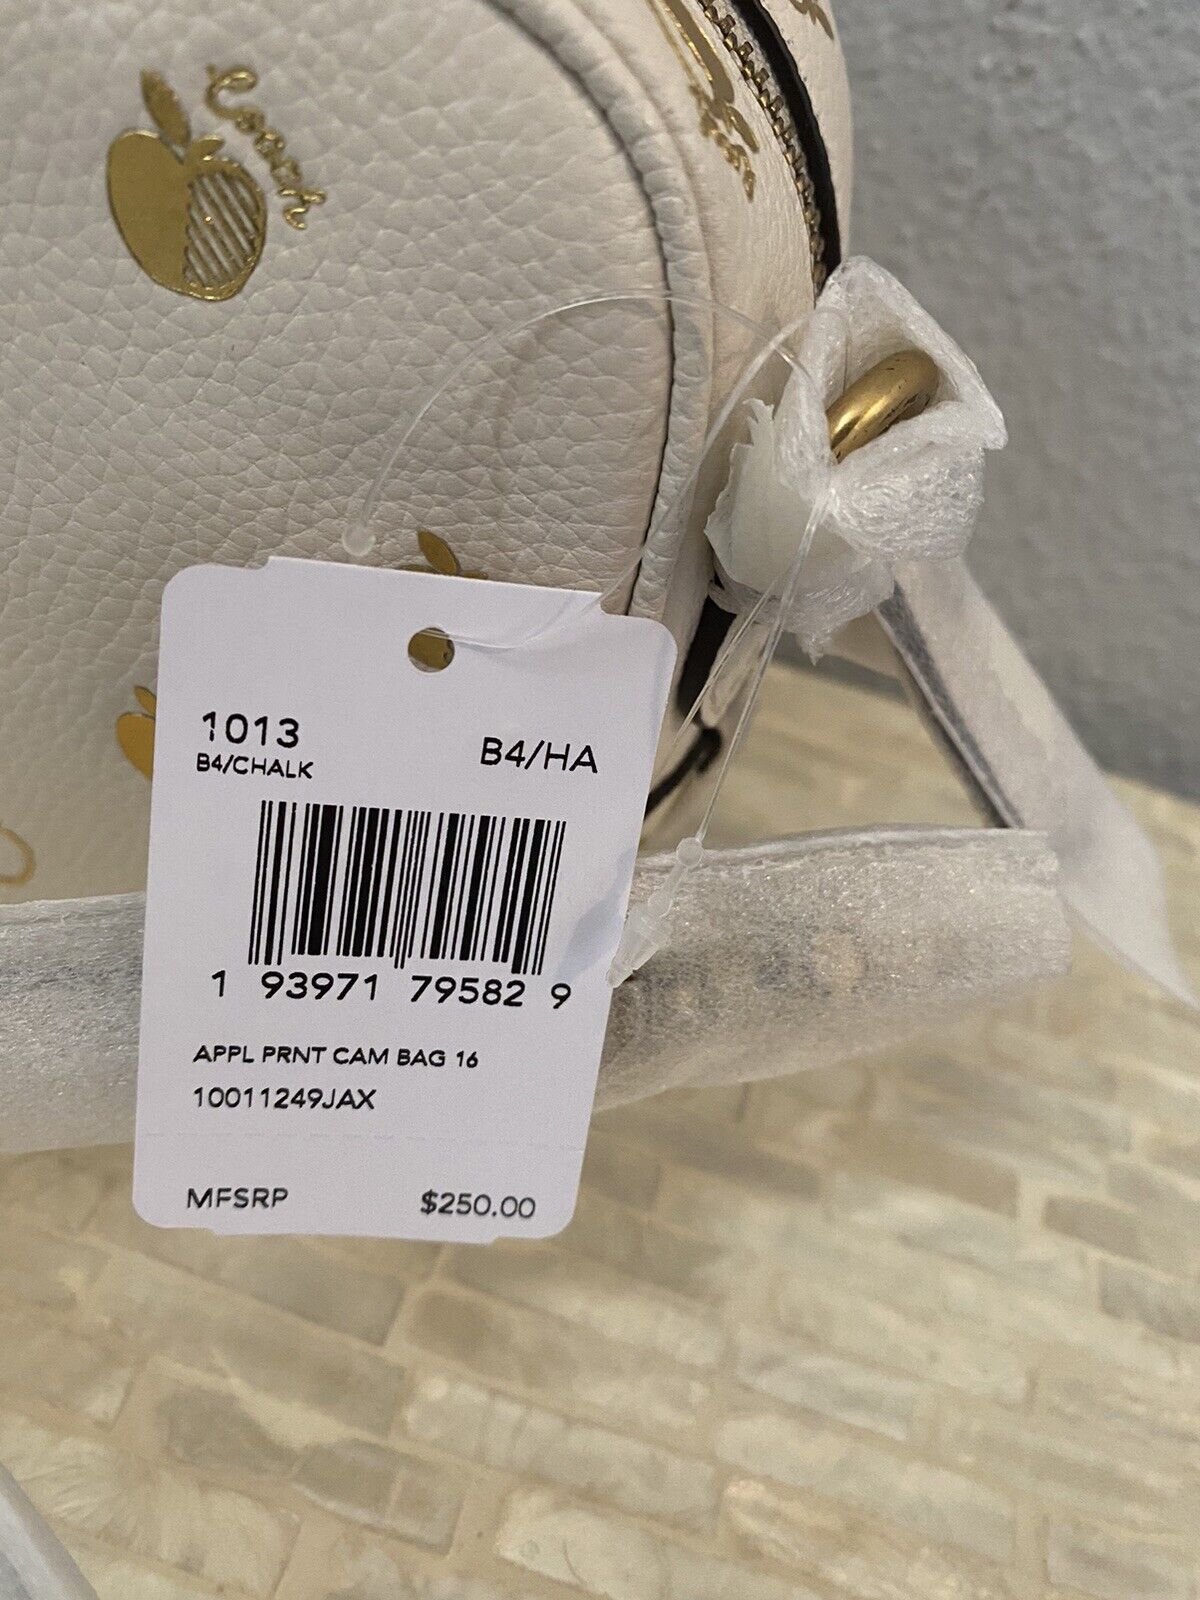 Coach
1013
B4/CHALK
B4/HA
1 93971 79582 9
APPL PRNT CAM BAG 16
10011249JAX
MFSRP
$250.00